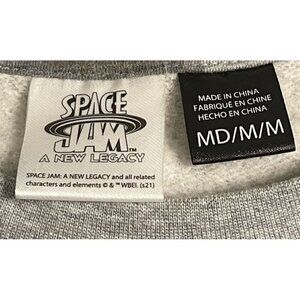 SPACE
JAM™
A NEW LEGACY
SPACE JAM: A NEW LEGACY and all related
characters and elements © & ™ WBEI. (s21)
MADE IN CHINA
FABRIQUÉ EN CHINE
HECHO EN CHINA
MD/M/M